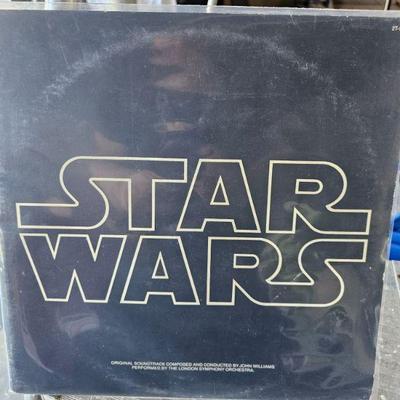 STAR
WARS
ORIGINAL SOUNDTRACK COMPOSED AND CONDUCTED BY JOHN WILLIAMS
PERFORMED BY THE LONDON SYMPHONY ORCHESTRA.